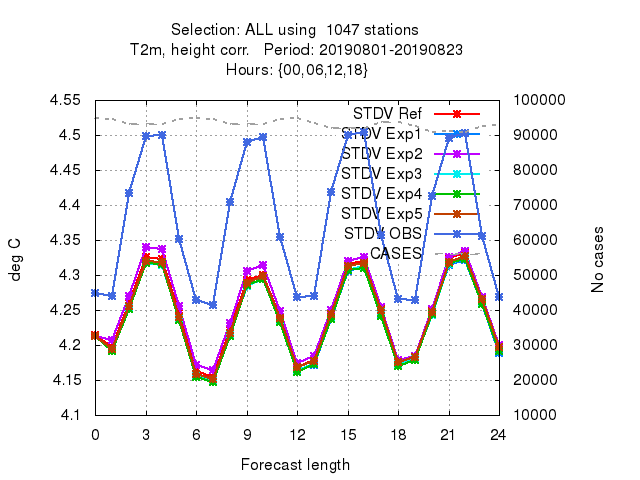 Selection: ALL using  1047 stations
T2m, height corr.   Period: 20190801-20190823
Hours: {00,06,12,18}
4.55
4.5
4.45
4.4
4.35
4.3
4.25
4.2
4.15
4.1
deg C
STDV Ref
STDV Exp1
STDV Exp2
STDV Exp3
STDV Exp4
STDV Exp5
STDV OBS
CASES
100000
90000
80000
70000
60000
50000
40000
30000
20000
10000
No cases
0 3 6 9 12 15 18 21 24
Forecast length